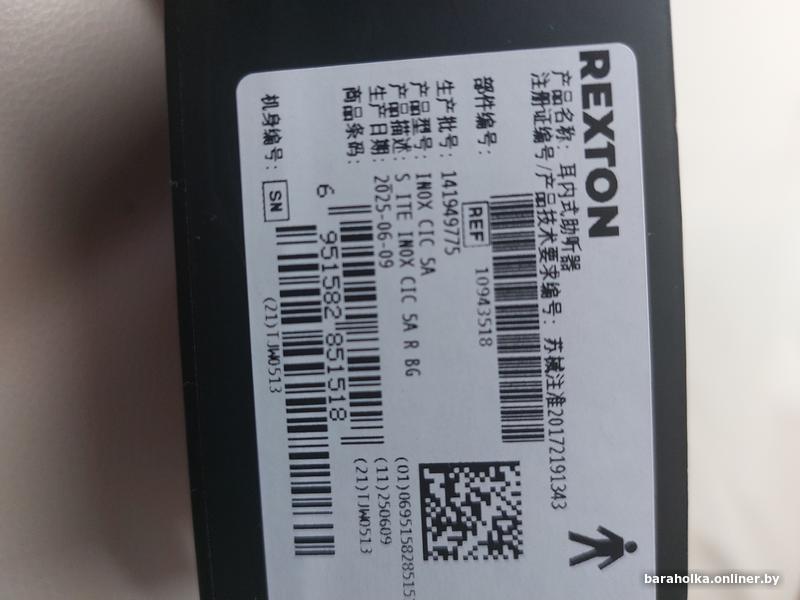 REXTON
产品名称: 耳内式助听器
注册证编号/产品技术要求编号: 苏械注准20172191343
部件编号:
REF 10943518
生产批号: 141949775
产品型号: INOX CIC 5A
产品描述: S ITE INOX CIC 5A R BG
生产日期: 2025-06-09
商品条码:
6 951582 851518
机身编号: SN
(21)TJW0513
(01)0695158285151
(11)250609
(21)TJW0513
baraholka.onliner.by